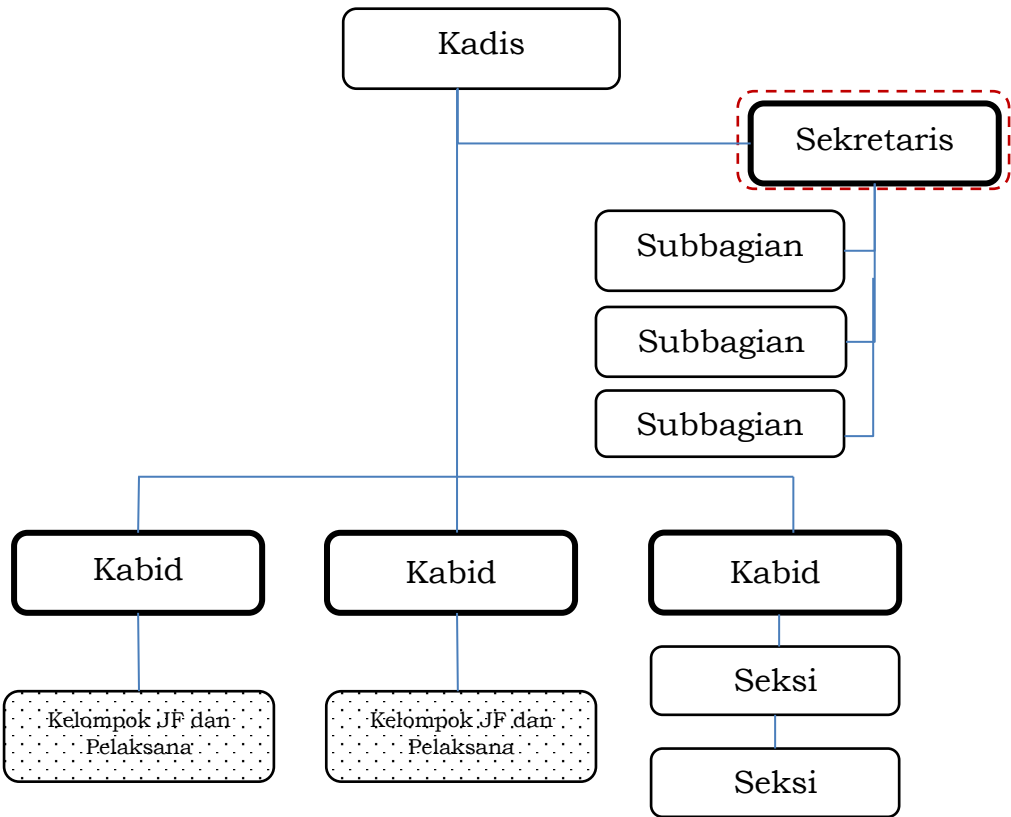 Kadis
Sekretaris
Subbagian
Subbagian
Subbagian
Kabid
Kabid
Kabid
Kelompok JF dan
Pelaksana
Kelompok JF dan
Pelaksana
Seksi
Seksi